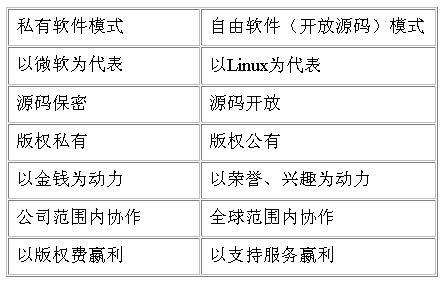 私有软件模式 自由软件（开放源码）模式
以微软为代表 以Linux为代表
源码保密 源码开放
版权私有 版权公有
以金钱为动力 以荣誉、兴趣为动力
公司范围内协作 全球范围内协作
以版权费赢利 以支持服务赢利